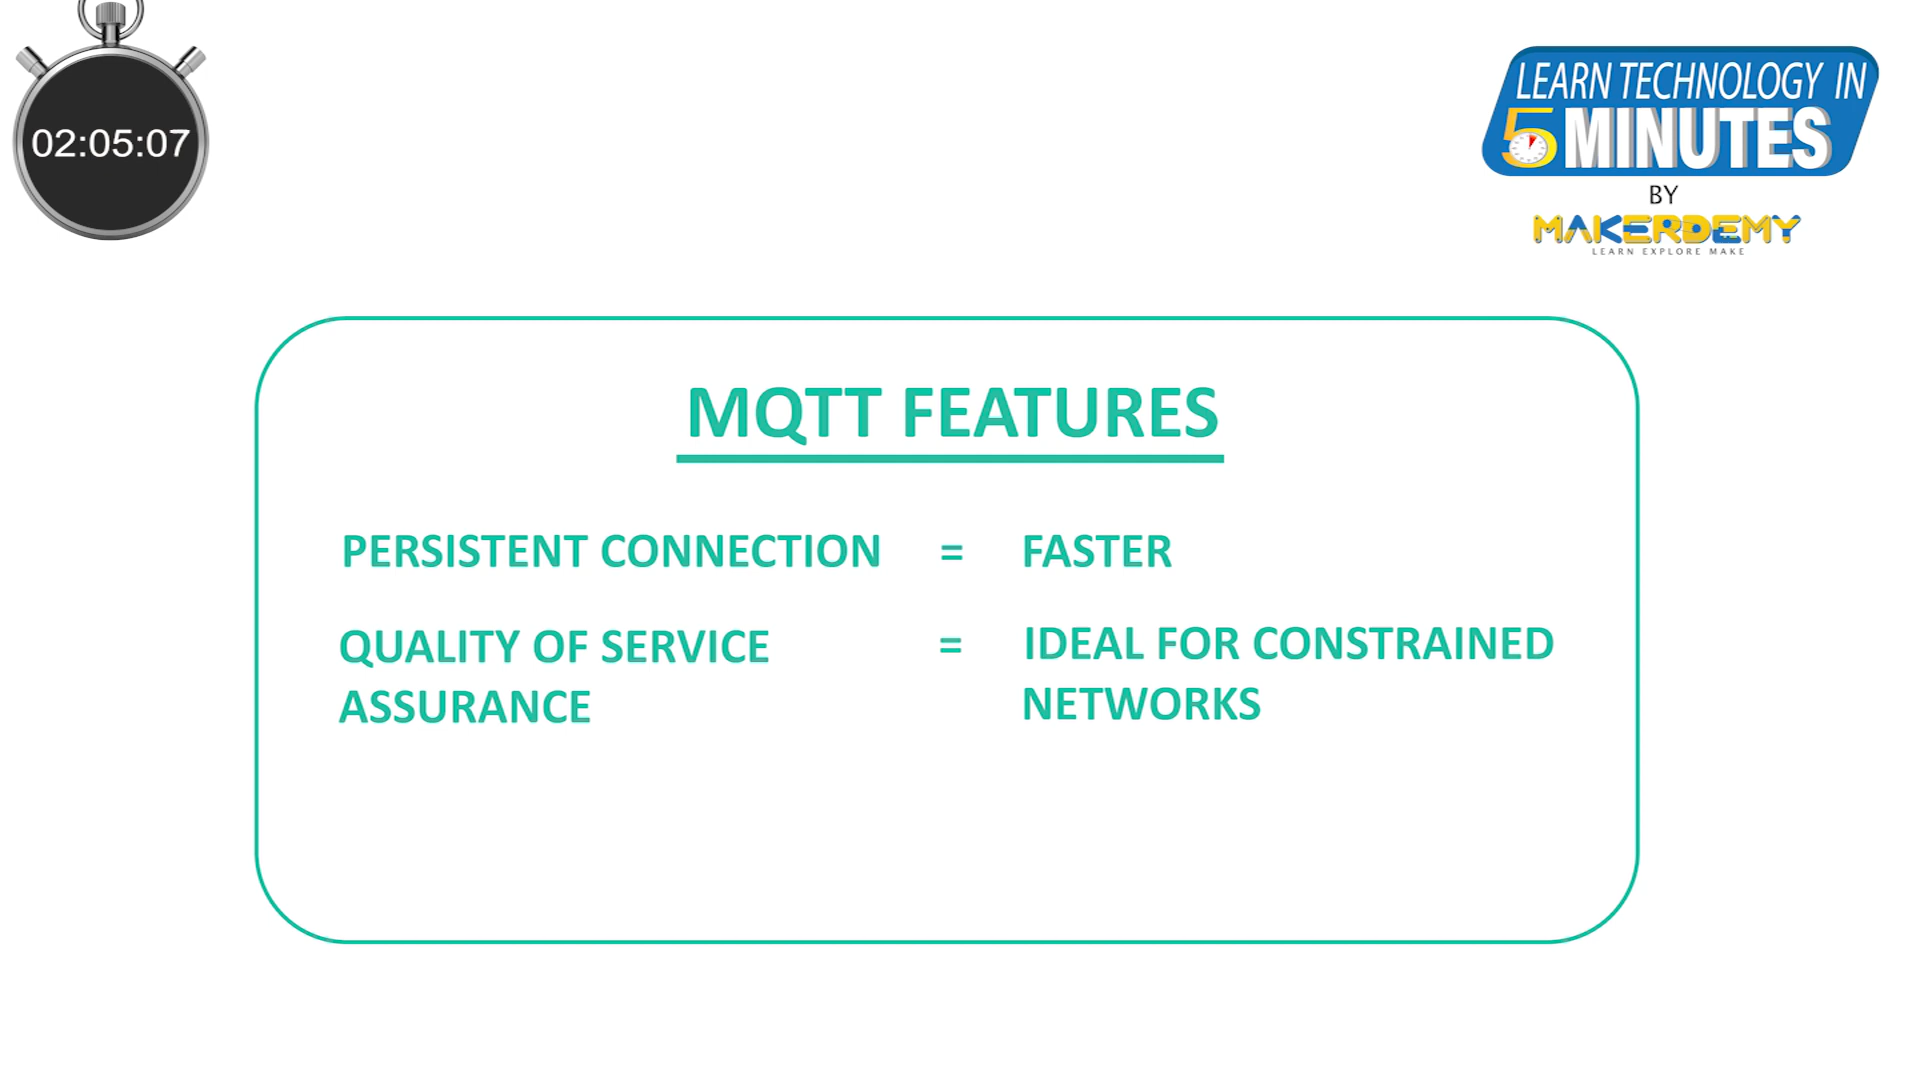 02:05:07
LEARN TECHNOLOGY IN
5 MINUTES
BY
MAKERDEMY
LEARN EXPLORE MAKE
MQTT FEATURES
PERSISTENT CONNECTION = FASTER
QUALITY OF SERVICE = IDEAL FOR CONSTRAINED
ASSURANCE NETWORKS